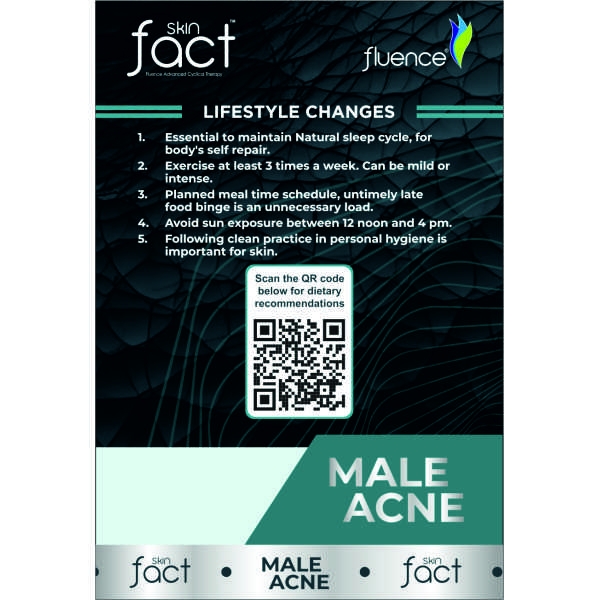 skin
fact™
Fluence Advanced Cyclical Therapy
fluence®
LIFESTYLE CHANGES
1. Essential to maintain Natural sleep cycle, for
body's self repair.
2. Exercise at least 3 times a week. Can be mild or
intense.
3. Planned meal time schedule, untimely late
food binge is an unnecessary load.
4. Avoid sun exposure between 12 noon and 4 pm.
5. Following clean practice in personal hygiene is
important for skin.
Scan the QR code
below for dietary
recommendations
MALE
ACNE
skin
fact
MALE
ACNE
skin
fact